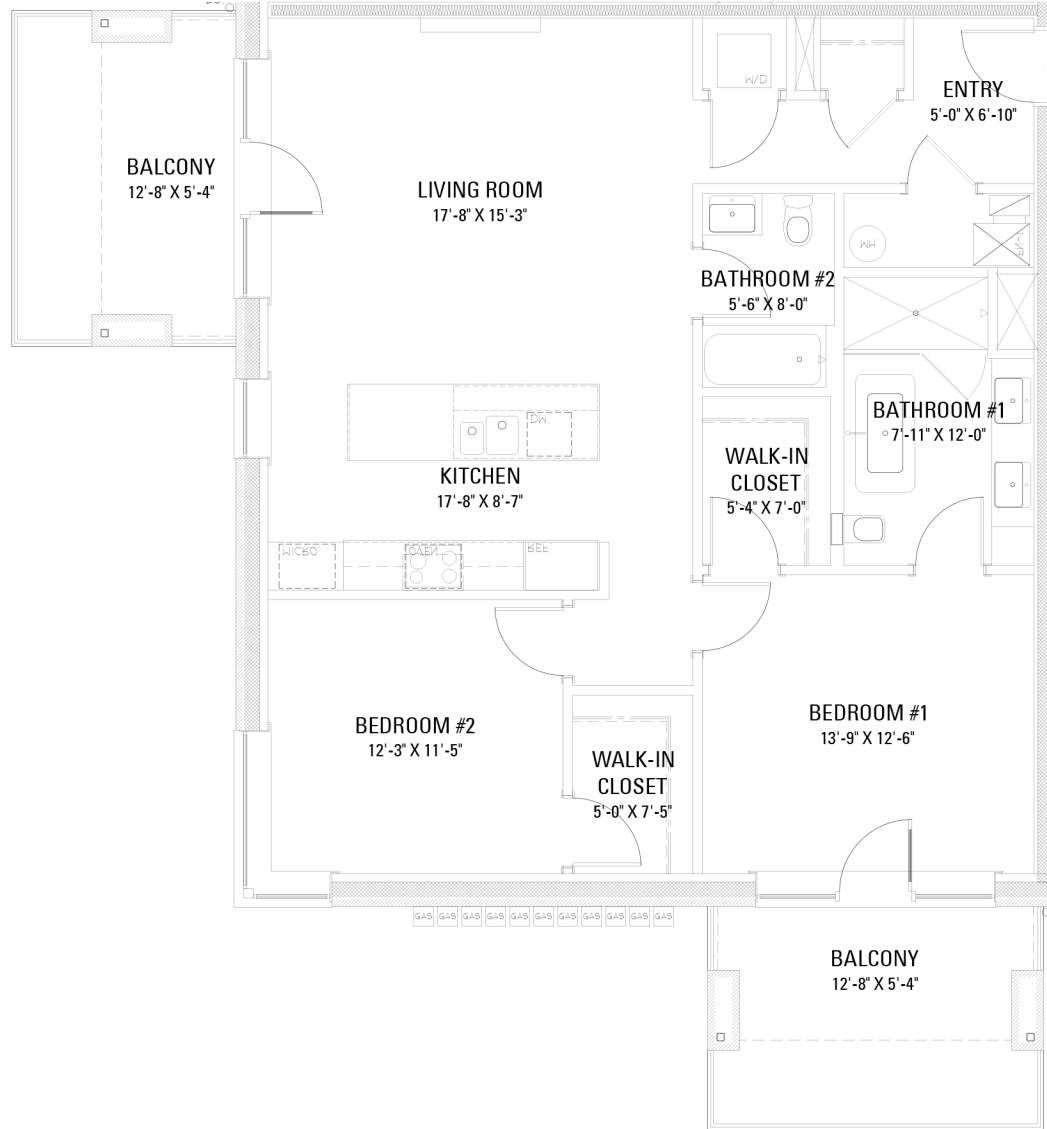 W/D
ENTRY
5'-0" X 6'-10"
BALCONY
12'-8" X 5'-4"
LIVING ROOM
17'-8" X 15'-3"
WH
BATHROOM #2
5'-6" X 8'-0"
BATHROOM #1
7'-11" X 12'-0"
DW.
WALK-IN
CLOSET
5'-4" X 7'-0"
KITCHEN
17'-8" X 8'-7"
MICRO.
OVEN
REF.
BEDROOM #2
12'-3" X 11'-5"
WALK-IN
CLOSET
5'-0" X 7'-5"
BEDROOM #1
13'-9" X 12'-6"
GAS GAS GAS GAS GAS GAS GAS GAS GAS GAS GAS
BALCONY
12'-8" X 5'-4"